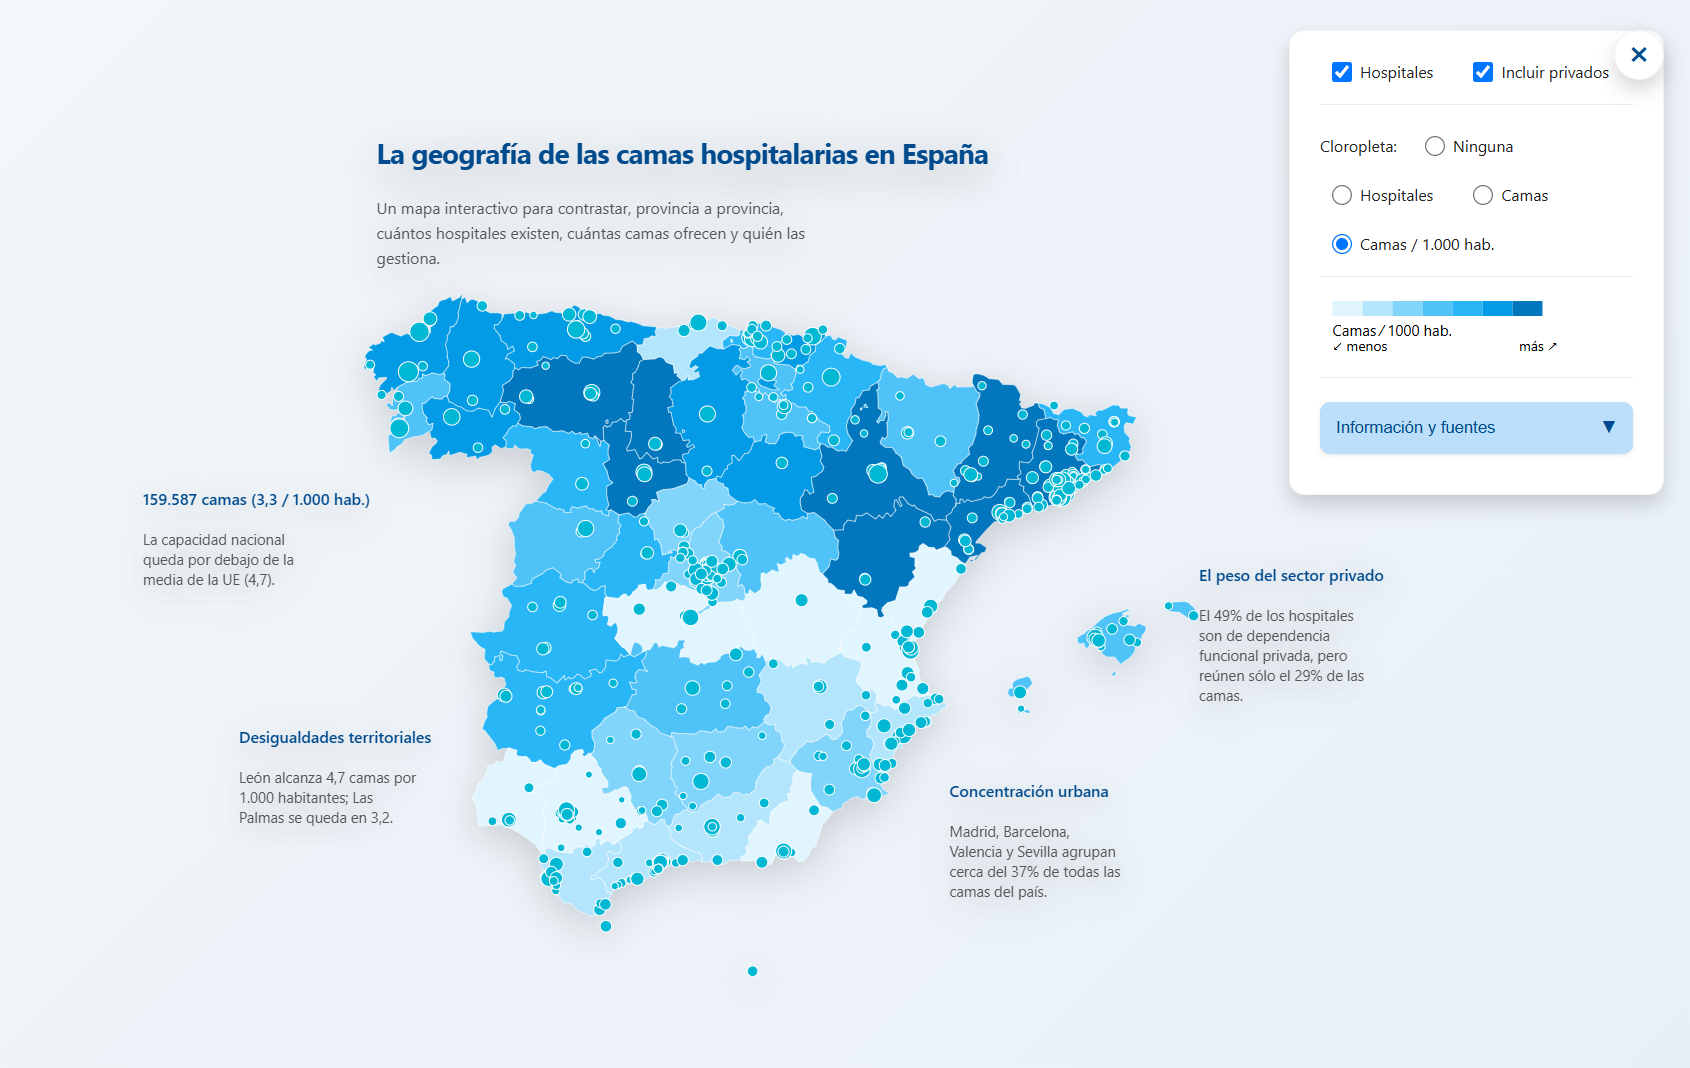 La geografía de las camas hospitalarias en España
Un mapa interactivo para contrastar, provincia a provincia,
cuántos hospitales existen, cuántas camas ofrecen y quién las
gestiona.
✕
Hospitales
Incluir privados
Cloropleta:
Ninguna
Hospitales
Camas
Camas / 1.000 hab.
Camas ⁄ 1000 hab.
↙ menos
más ↗
Información y fuentes ▼
159.587 camas (3,3 / 1.000 hab.)
La capacidad nacional
queda por debajo de la
media de la UE (4,7).
El peso del sector privado
El 49% de los hospitales
son de dependencia
funcional privada, pero
reúnen sólo el 29% de las
camas.
Desigualdades territoriales
León alcanza 4,7 camas por
1.000 habitantes; Las
Palmas se queda en 3,2.
Concentración urbana
Madrid, Barcelona,
Valencia y Sevilla agrupan
cerca del 37% de todas las
camas del país.